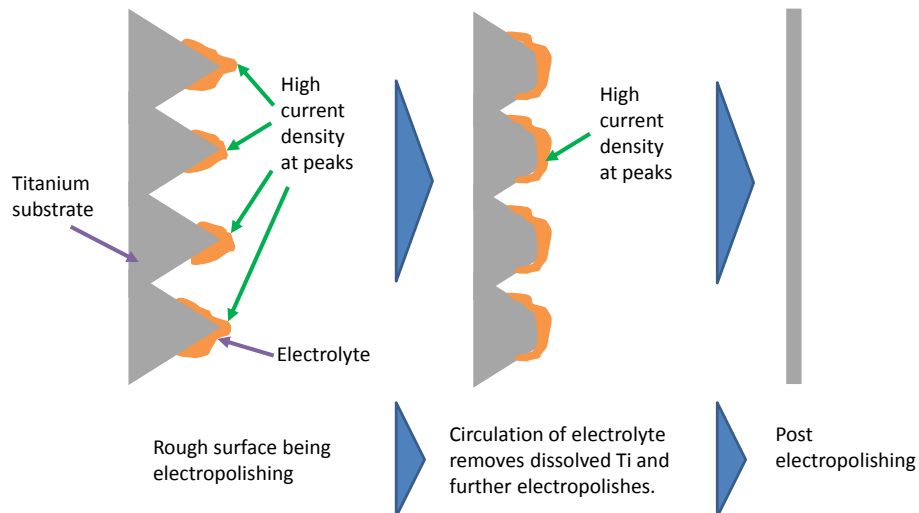 High
current
density
at peaks
Titanium
substrate
Electrolyte
High
current
density
at peaks
Rough surface being
electropolishing
Circulation of electrolyte
removes dissolved Ti and
further electropolishes.
Post
electropolishing